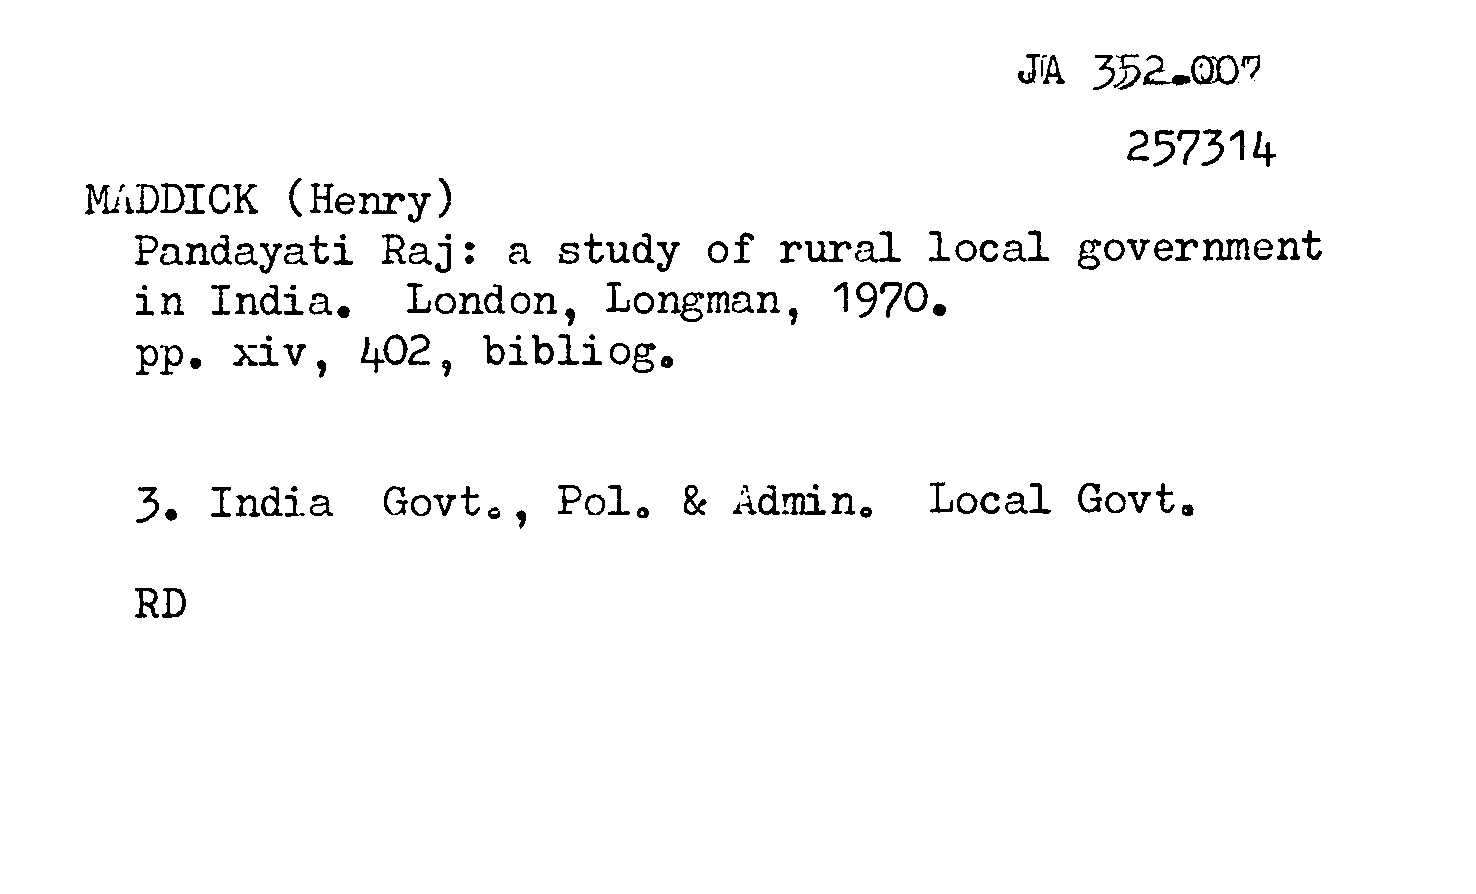 JA 352.007
257314
MADDICK (Henry)
Pandayati Raj: a study of rural local government
in India. London, Longman, 1970.
pp. xiv, 402, bibliog.
3. India Govt., Pol. & Admin. Local Govt.
RD